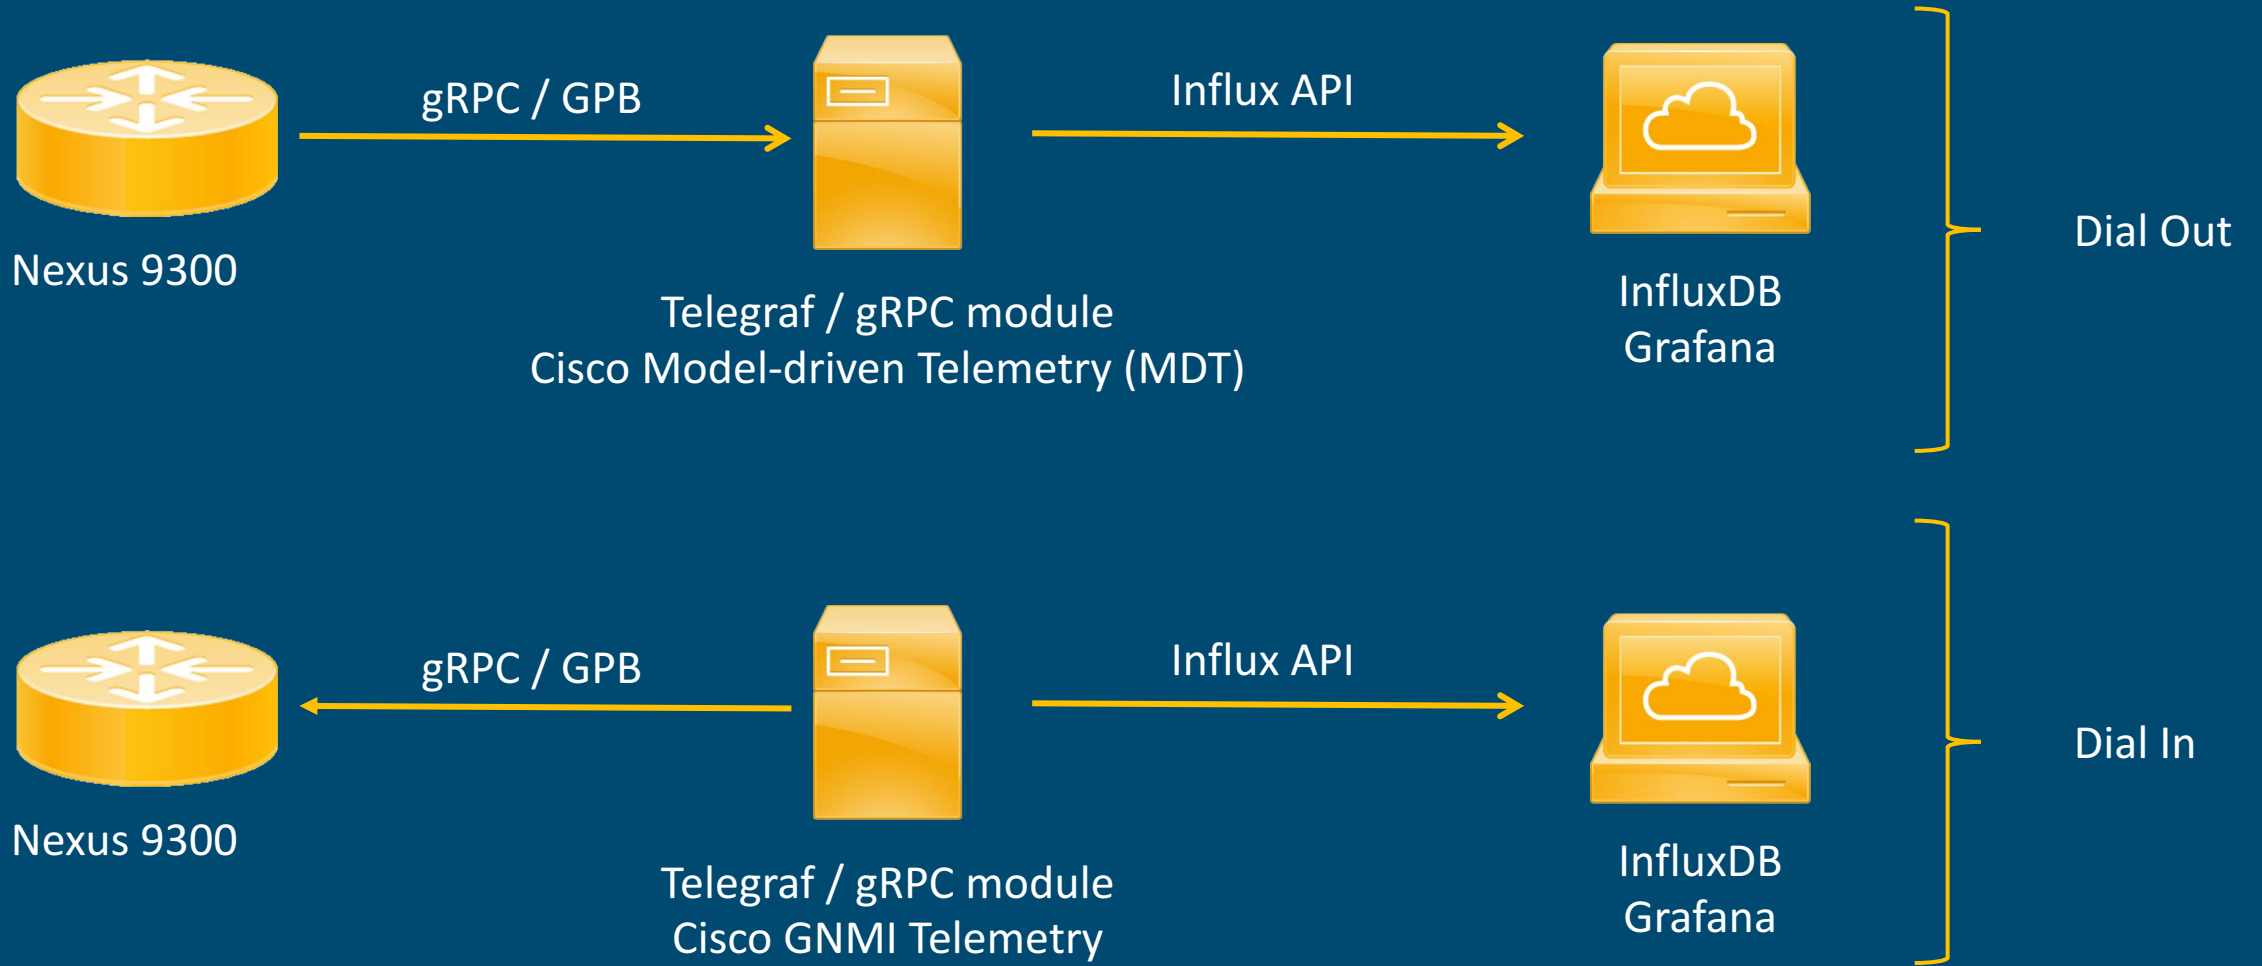 gRPC / GPB
Influx API
Nexus 9300
Telegraf / gRPC module
Cisco Model-driven Telemetry (MDT)
InfluxDB
Grafana
Dial Out
gRPC / GPB
Influx API
Nexus 9300
Telegraf / gRPC module
Cisco GNMI Telemetry
InfluxDB
Grafana
Dial In